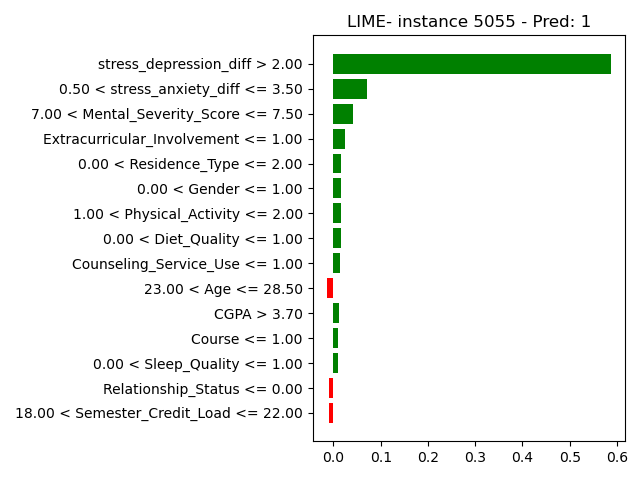 LIME- instance 5055 - Pred: 1
stress_depression_diff > 2.00
0.50 < stress_anxiety_diff <= 3.50
7.00 < Mental_Severity_Score <= 7.50
Extracurricular_Involvement <= 1.00
0.00 < Residence_Type <= 2.00
0.00 < Gender <= 1.00
1.00 < Physical_Activity <= 2.00
0.00 < Diet_Quality <= 1.00
Counseling_Service_Use <= 1.00
23.00 < Age <= 28.50
CGPA > 3.70
Course <= 1.00
0.00 < Sleep_Quality <= 1.00
Relationship_Status <= 0.00
18.00 < Semester_Credit_Load <= 22.00
0.0 0.1 0.2 0.3 0.4 0.5 0.6